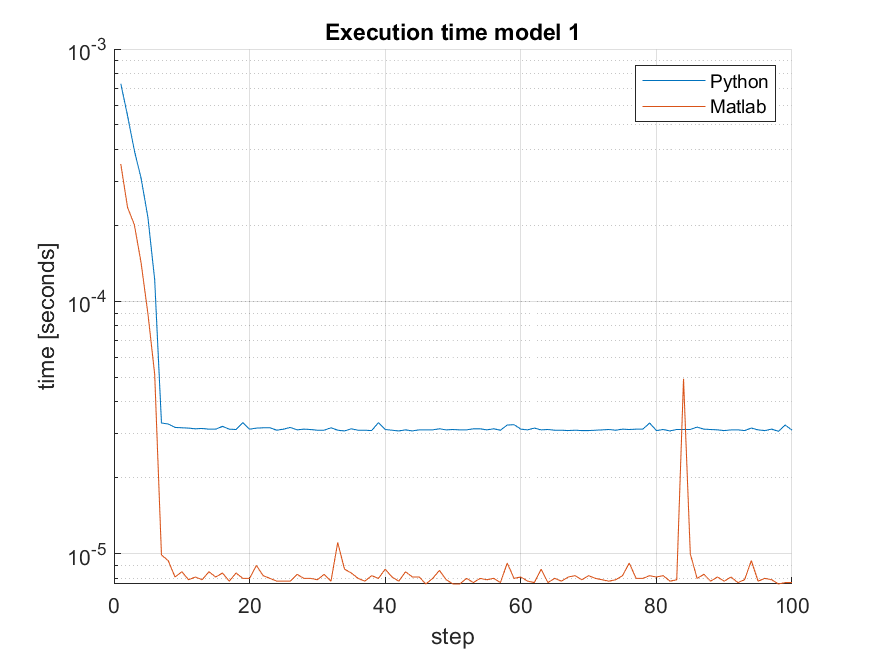 Execution time model 1
Python
Matlab
10^-3
10^-4
10^-5
time [seconds]
0 20 40 60 80 100
step